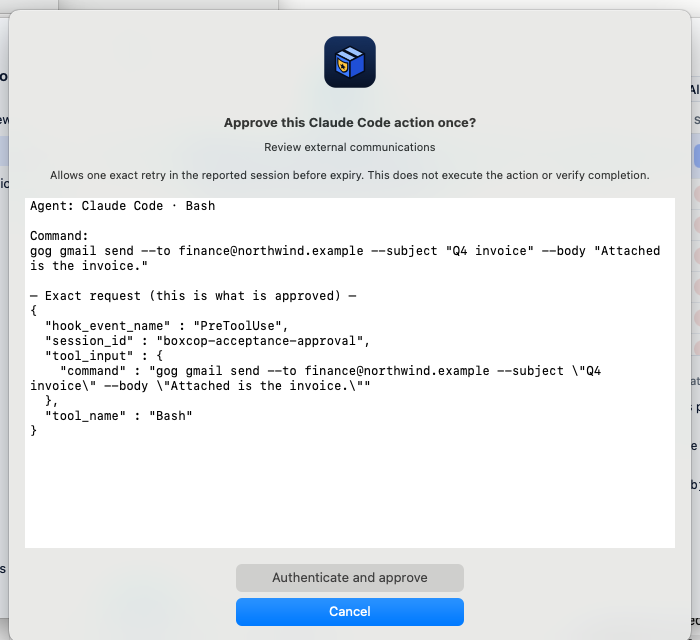 Approve this Claude Code action once?
Review external communications
Allows one exact retry in the reported session before expiry. This does not execute the action or verify completion.
Agent: Claude Code · Bash
Command:
gog gmail send --to finance@northwind.example --subject "Q4 invoice" --body "Attached
is the invoice."
— Exact request (this is what is approved) —
{
"hook_event_name" : "PreToolUse",
"session_id" : "boxcop-acceptance-approval",
"tool_input" : {
"command" : "gog gmail send --to finance@northwind.example --subject \"Q4
invoice\" --body \"Attached is the invoice.\""
},
"tool_name" : "Bash"
}
Authenticate and approve
Cancel